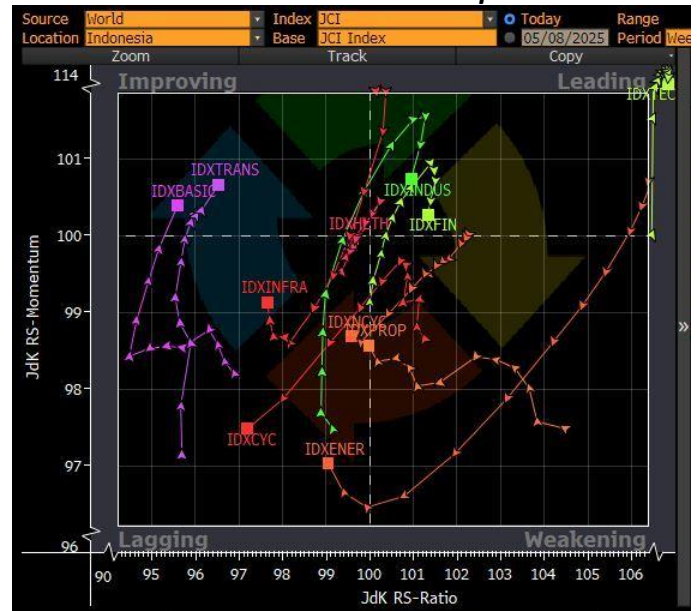 Source World Index JCI Today Range
Location Indonesia Base JCI Index 05/08/2025 Period Wee
Zoom Track Copy
114
Improving Leading
IDXTEC
101
IDXTRANS
IDXBASIC IDXINDUS
IDXHLTH IDXFIN
100
IDXINFRA
99
IDXNCYC
IDXPROP
98
IDXCYC
IDXENER
97
Lagging Weakening
96
90 95 96 97 98 99 100 101 102 103 104 105 106
JdK RS-Ratio
JdK RS-Momentum
»